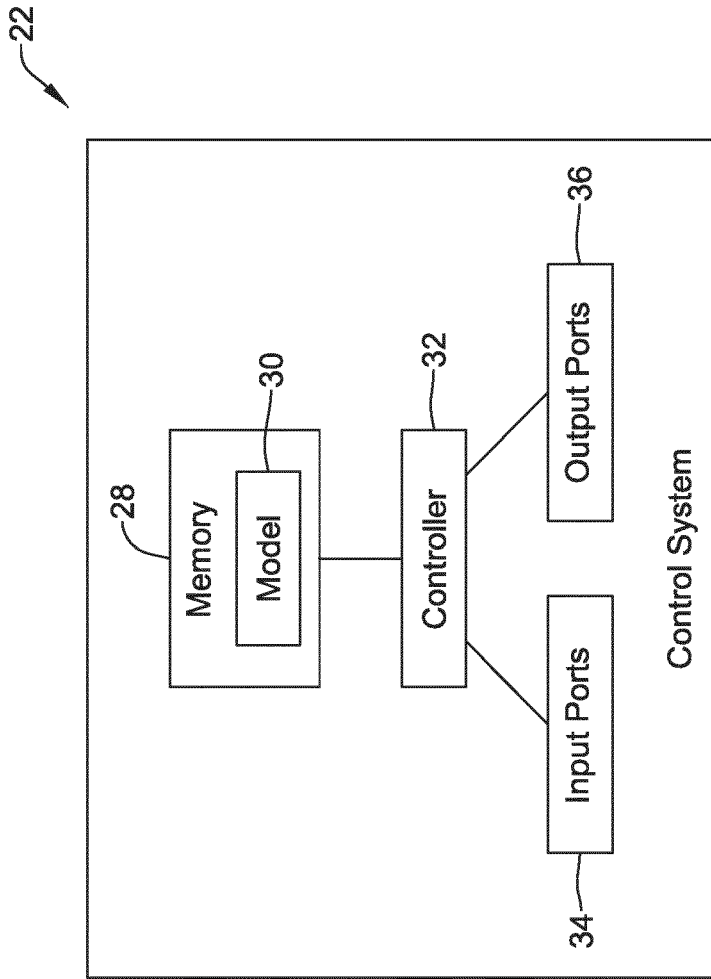 22
28
Memory
30
Model
32
Controller
34
Input Ports
36
Output Ports
Control System